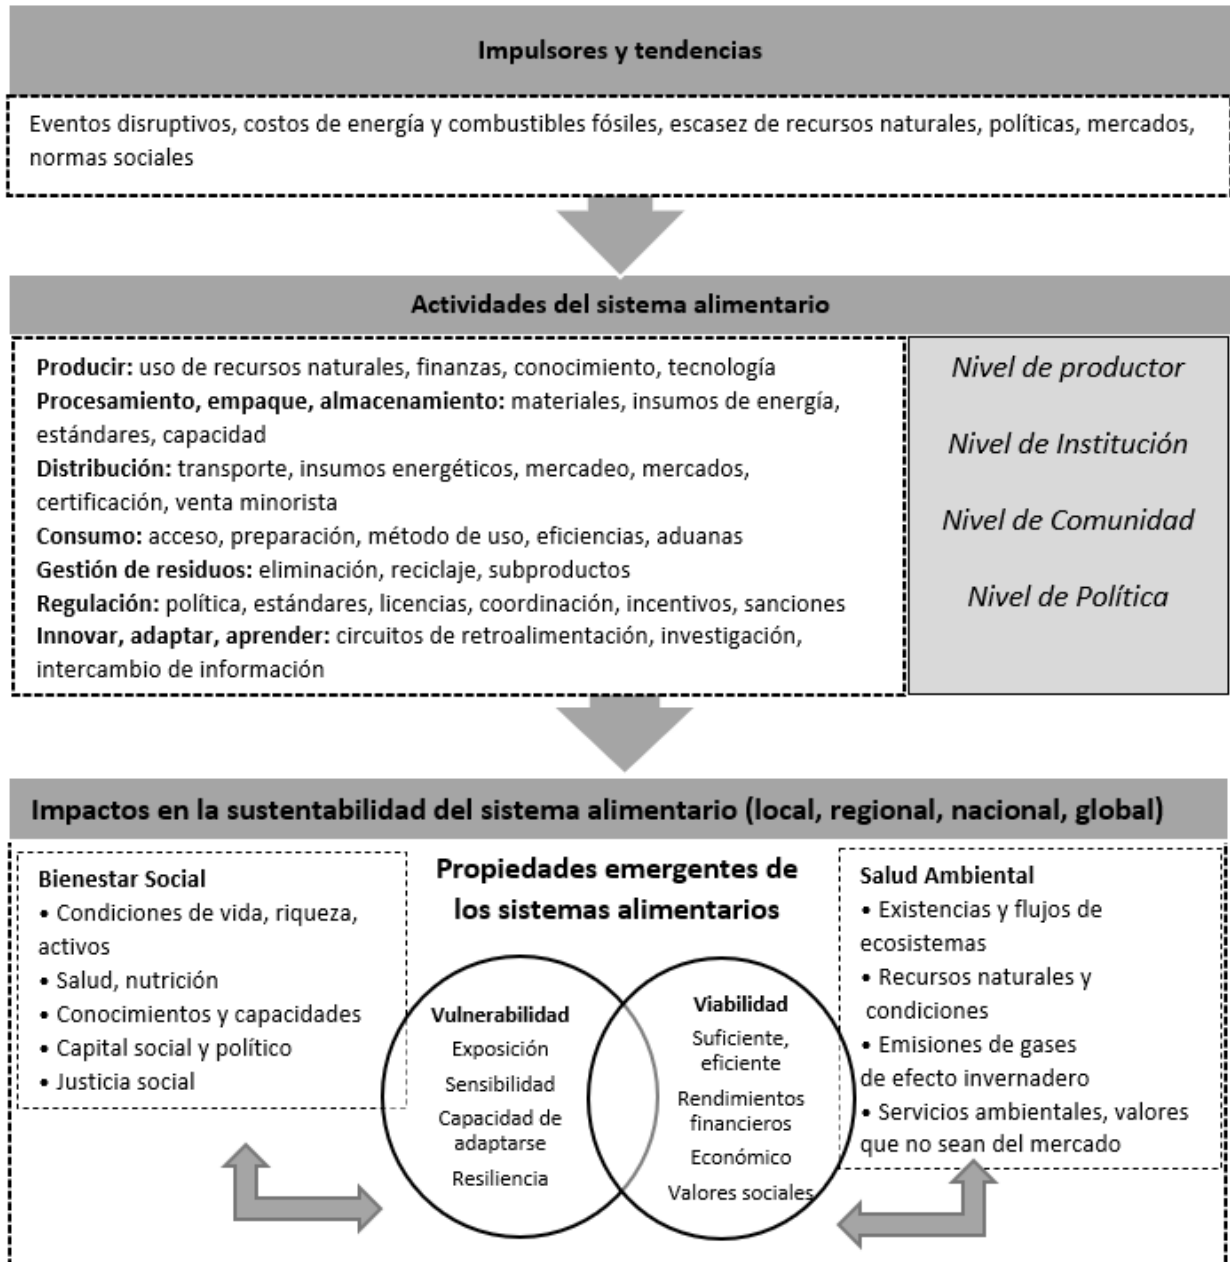 Impulsores y tendencias
Eventos disruptivos, costos de energía y combustibles fósiles, escasez de recursos naturales, políticas, mercados,
normas sociales
Actividades del sistema alimentario
Producir: uso de recursos naturales, finanzas, conocimiento, tecnología
Procesamiento, empaque, almacenamiento: materiales, insumos de energía,
estándares, capacidad
Distribución: transporte, insumos energéticos, mercadeo, mercados,
certificación, venta minorista
Consumo: acceso, preparación, método de uso, eficiencias, aduanas
Gestión de residuos: eliminación, reciclaje, subproductos
Regulación: política, estándares, licencias, coordinación, incentivos, sanciones
Innovar, adaptar, aprender: circuitos de retroalimentación, investigación,
intercambio de información
Nivel de productor
Nivel de Institución
Nivel de Comunidad
Nivel de Política
Impactos en la sustentabilidad del sistema alimentario (local, regional, nacional, global)
Bienestar Social
• Condiciones de vida, riqueza,
activos
• Salud, nutrición
• Conocimientos y capacidades
• Capital social y político
• Justicia social
Propiedades emergentes de
los sistemas alimentarios
Vulnerabilidad
Exposición
Sensibilidad
Capacidad de
adaptarse
Resiliencia
Viabilidad
Suficiente,
eficiente
Rendimientos
financieros
Económico
Valores sociales
Salud Ambiental
• Existencias y flujos de
ecosistemas
• Recursos naturales y
condiciones
• Emisiones de gases
de efecto invernadero
• Servicios ambientales, valores
que no sean del mercado